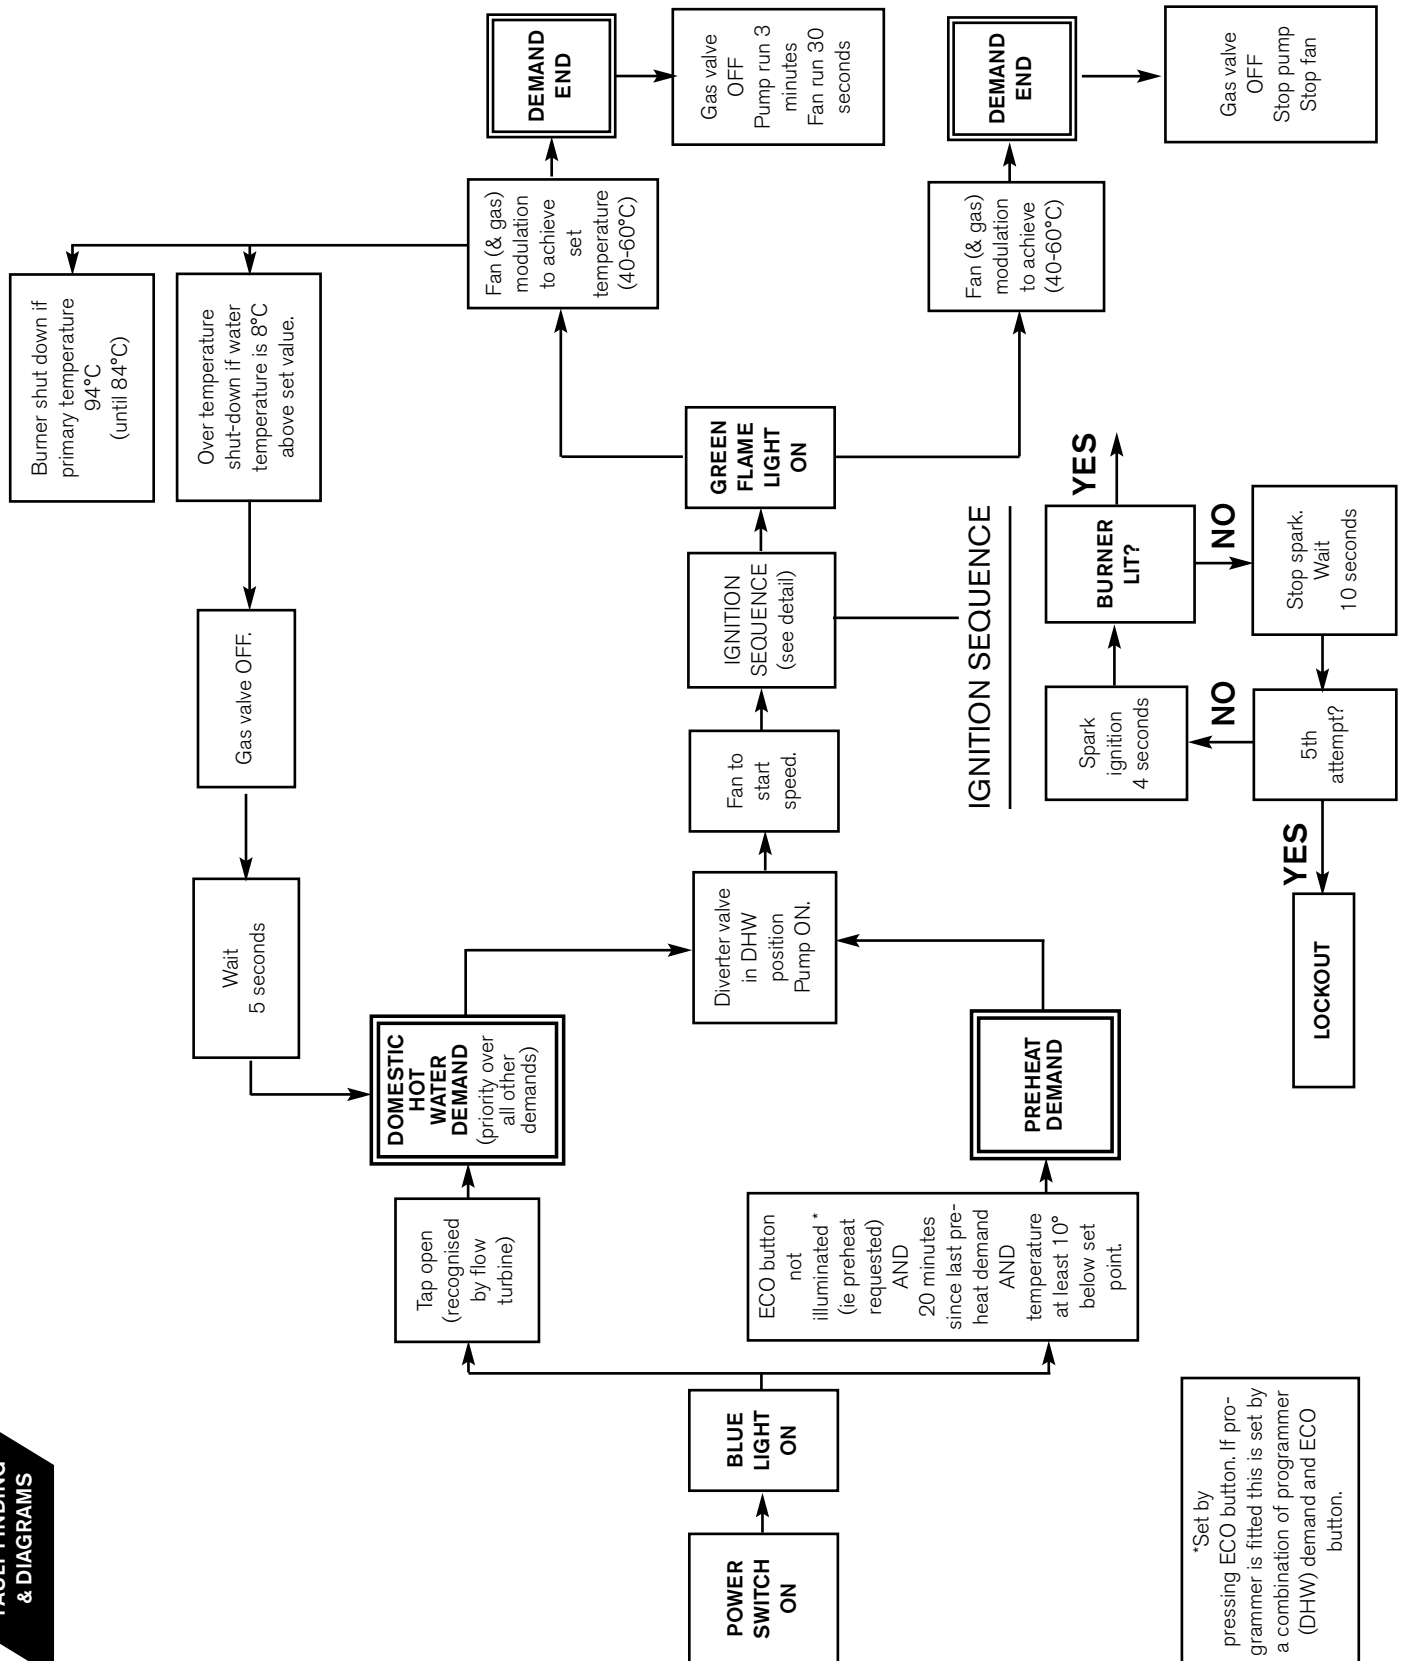 FAULT FINDING
& DIAGRAMS
POWER
SWITCH
ON
BLUE
LIGHT
ON
Tap open
(recognised
by flow
turbine)
DOMESTIC
HOT
WATER
DEMAND
(priority over
all other
demands)
Wait
5 seconds
Gas valve OFF.
Over temperature
shut-down if water
temperature is 8°C
above set value.
Burner shut down if
primary temperature
94°C
(until 84°C)
ECO button
not
illuminated *
(ie preheat
requested)
AND
20 minutes
since last pre-
heat demand
AND
temperature
at least 10°
below set
point.
PREHEAT
DEMAND
Diverter valve
in DHW
position
Pump ON.
Fan to
start
speed.
IGNITION
SEQUENCE
(see detail)
GREEN
FLAME
LIGHT
ON
Fan (& gas)
modulation
to achieve
set
temperature
(40-60°C)
DEMAND
END
Gas valve
OFF
Pump run 3
minutes
Fan run 30
seconds
Fan (& gas)
modulation
to achieve
(40-60°C)
DEMAND
END
Gas valve
OFF
Stop pump
Stop fan
IGNITION SEQUENCE
Spark
ignition
4 seconds
BURNER
LIT?
YES
NO
Stop spark.
Wait
10 seconds
5th
attempt?
NO
YES
LOCKOUT
*Set by
pressing ECO button. If pro-
grammer is fitted this is set by
a combination of programmer
(DHW) demand and ECO
button.